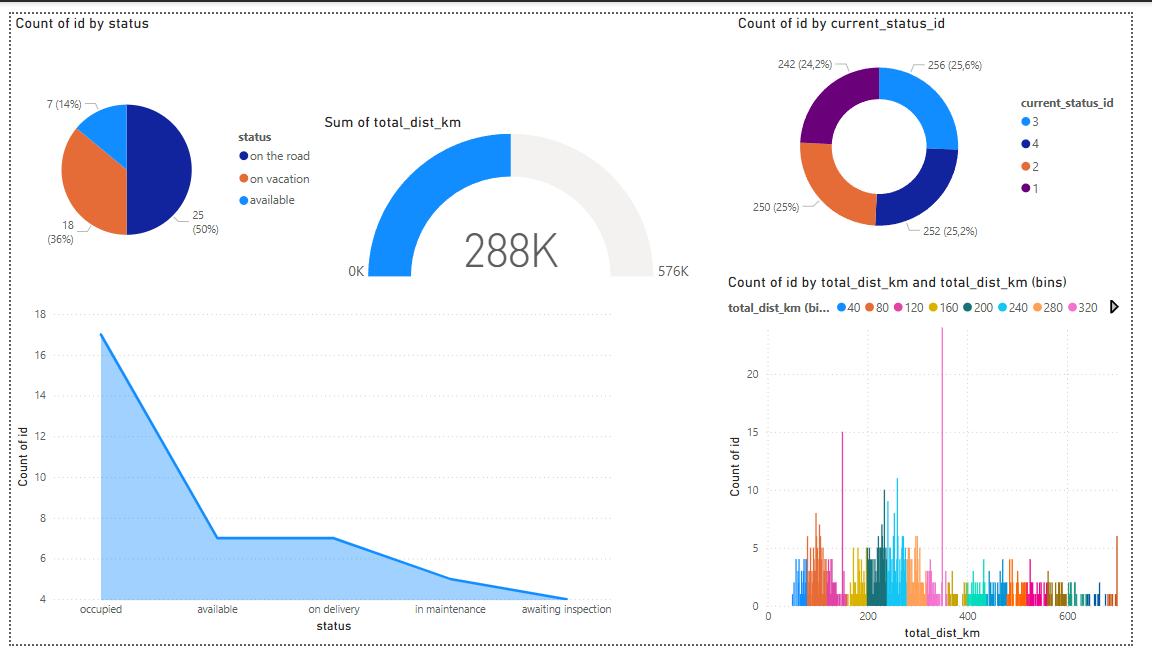 Count of id by status
7 (14%)
18
(36%)
25
(50%)
status
on the road
on vacation
available
Sum of total_dist_km
288K
0K
576K
Count of id by current_status_id
242 (24,2%)
256 (25,6%)
250 (25%)
252 (25,2%)
current_status_id
3
4
2
1
18
16
14
12
10
8
6
4
Count of id
occupied available on delivery in maintenance awaiting inspection
status
Count of id by total_dist_km and total_dist_km (bins)
total_dist_km (bi... 40 80 120 160 200 240 280 320
20
15
10
5
0
Count of id
0 200 400 600
total_dist_km